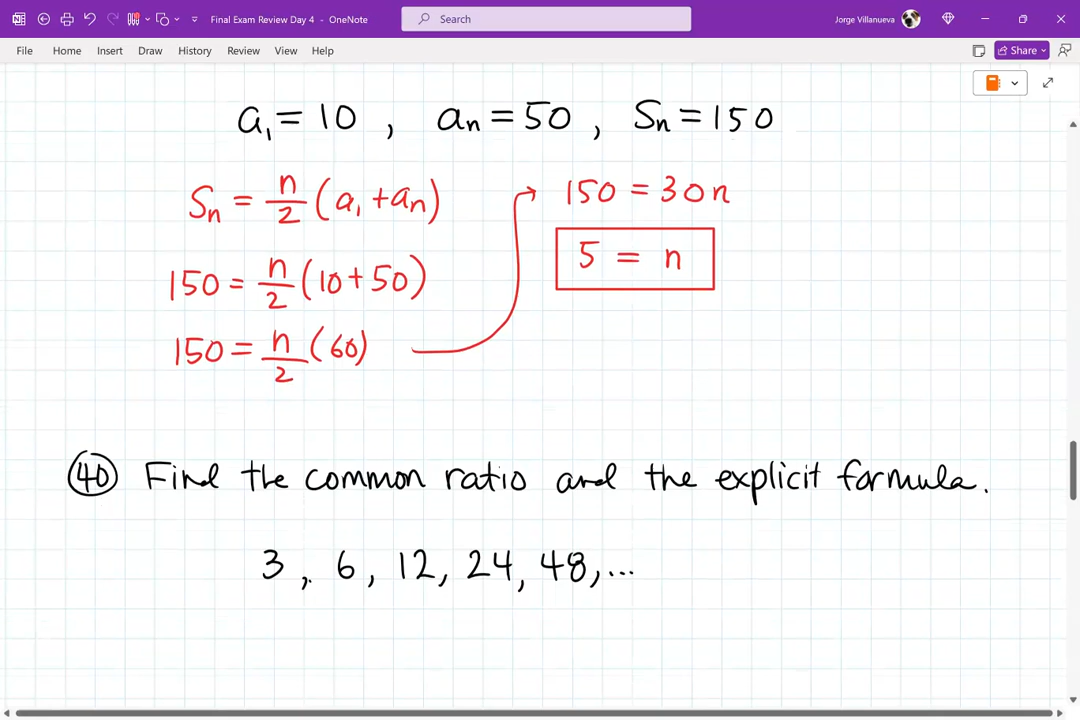 Final Exam Review Day 4 - OneNote
Search
Jorge Villanueva
File Home Insert Draw History Review View Help
Share
a₁ = 10 , aₙ = 50 , Sₙ = 150
Sₙ = n/2 (a₁ + aₙ)
150 = n/2 (10 + 50)
150 = n/2 (60)
150 = 30n
5 = n
40 Find the common ratio and the explicit formula.
3, 6, 12, 24, 48, ...